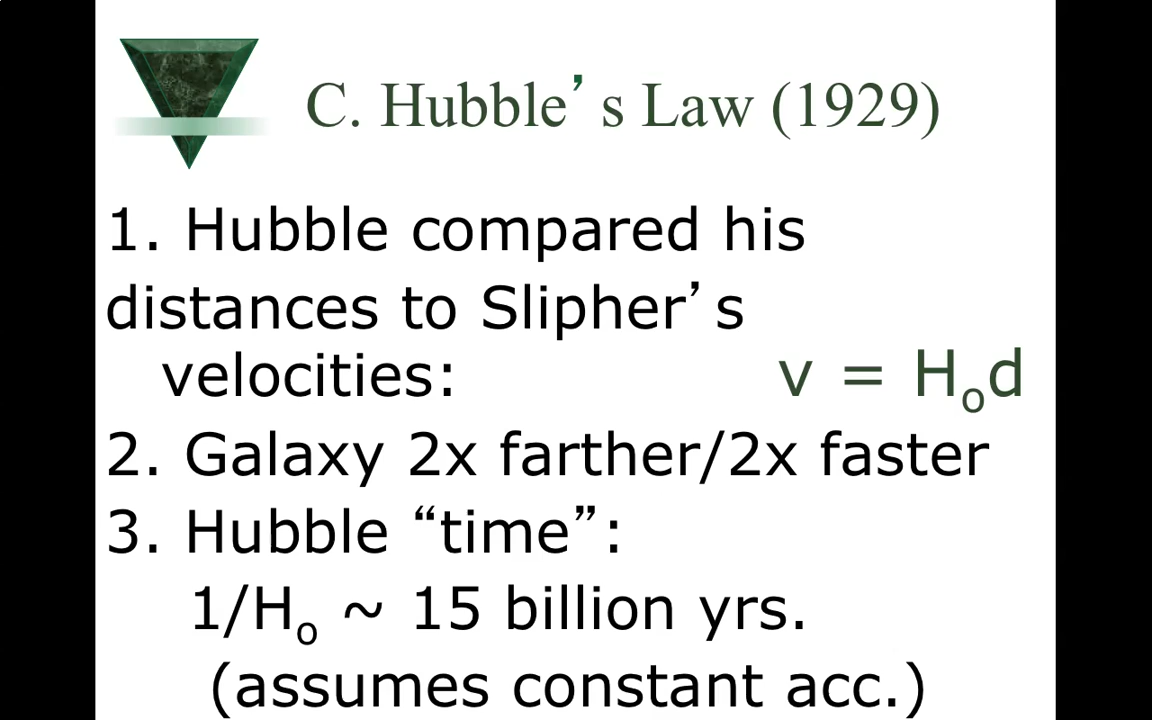 C. Hubble’s Law (1929)
1. Hubble compared his
distances to Slipher’s
velocities: v = Hₒd
2. Galaxy 2x farther/2x faster
3. Hubble “time”:
1/Hₒ ~ 15 billion yrs.
(assumes constant acc.)